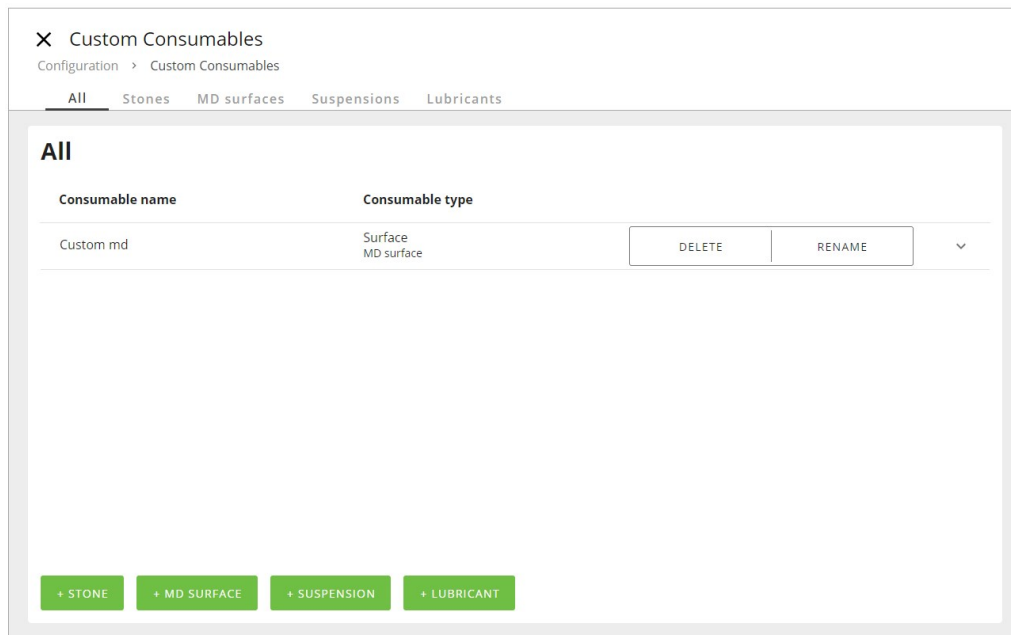 Custom Consumables
Configuration > Custom Consumables
All Stones MD surfaces Suspensions Lubricants
All
Consumable name Consumable type
Custom md Surface DELETE RENAME
MD surface
+ STONE + MD SURFACE + SUSPENSION + LUBRICANT